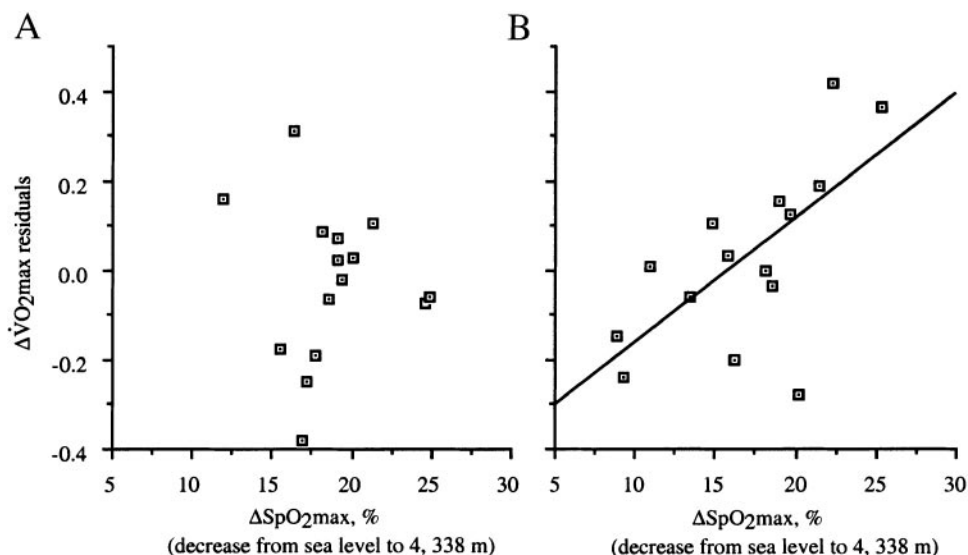 A
B
0.4
0.2
0.0
-0.2
-0.4
ΔV̇O2max residuals
5 10 15 20 25 30
5 10 15 20 25 30
ΔSpO2max, %
(decrease from sea level to 4, 338 m)
ΔSpO2max, %
(decrease from sea level to 4, 338 m)